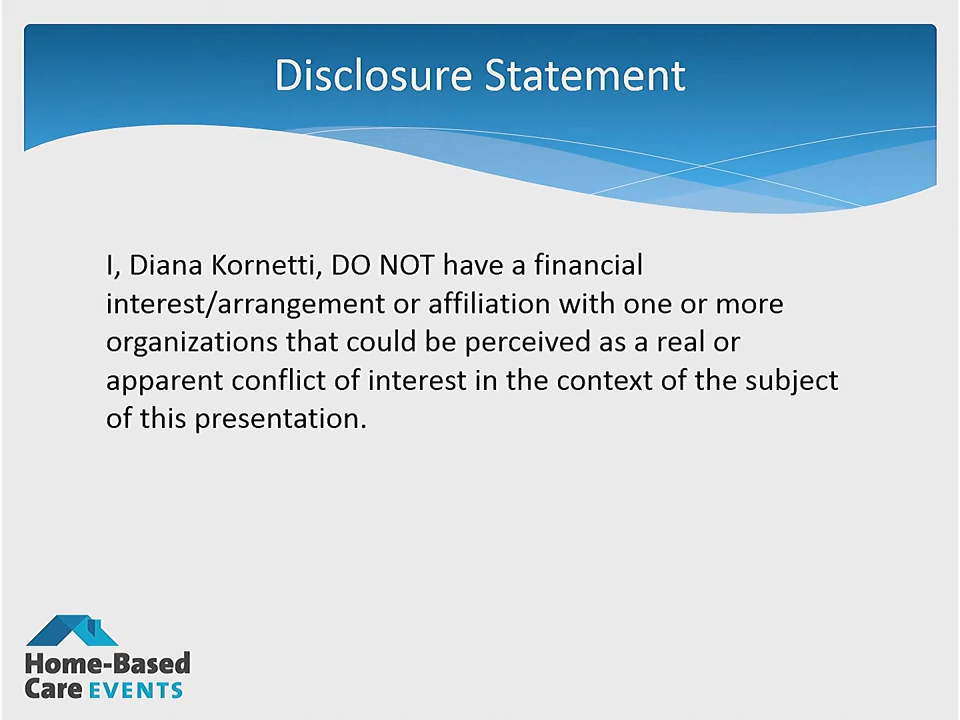 Disclosure Statement
I, Diana Kornetti, DO NOT have a financial
interest/arrangement or affiliation with one or more
organizations that could be perceived as a real or
apparent conflict of interest in the context of the subject
of this presentation.
Home-Based
Care EVENTS